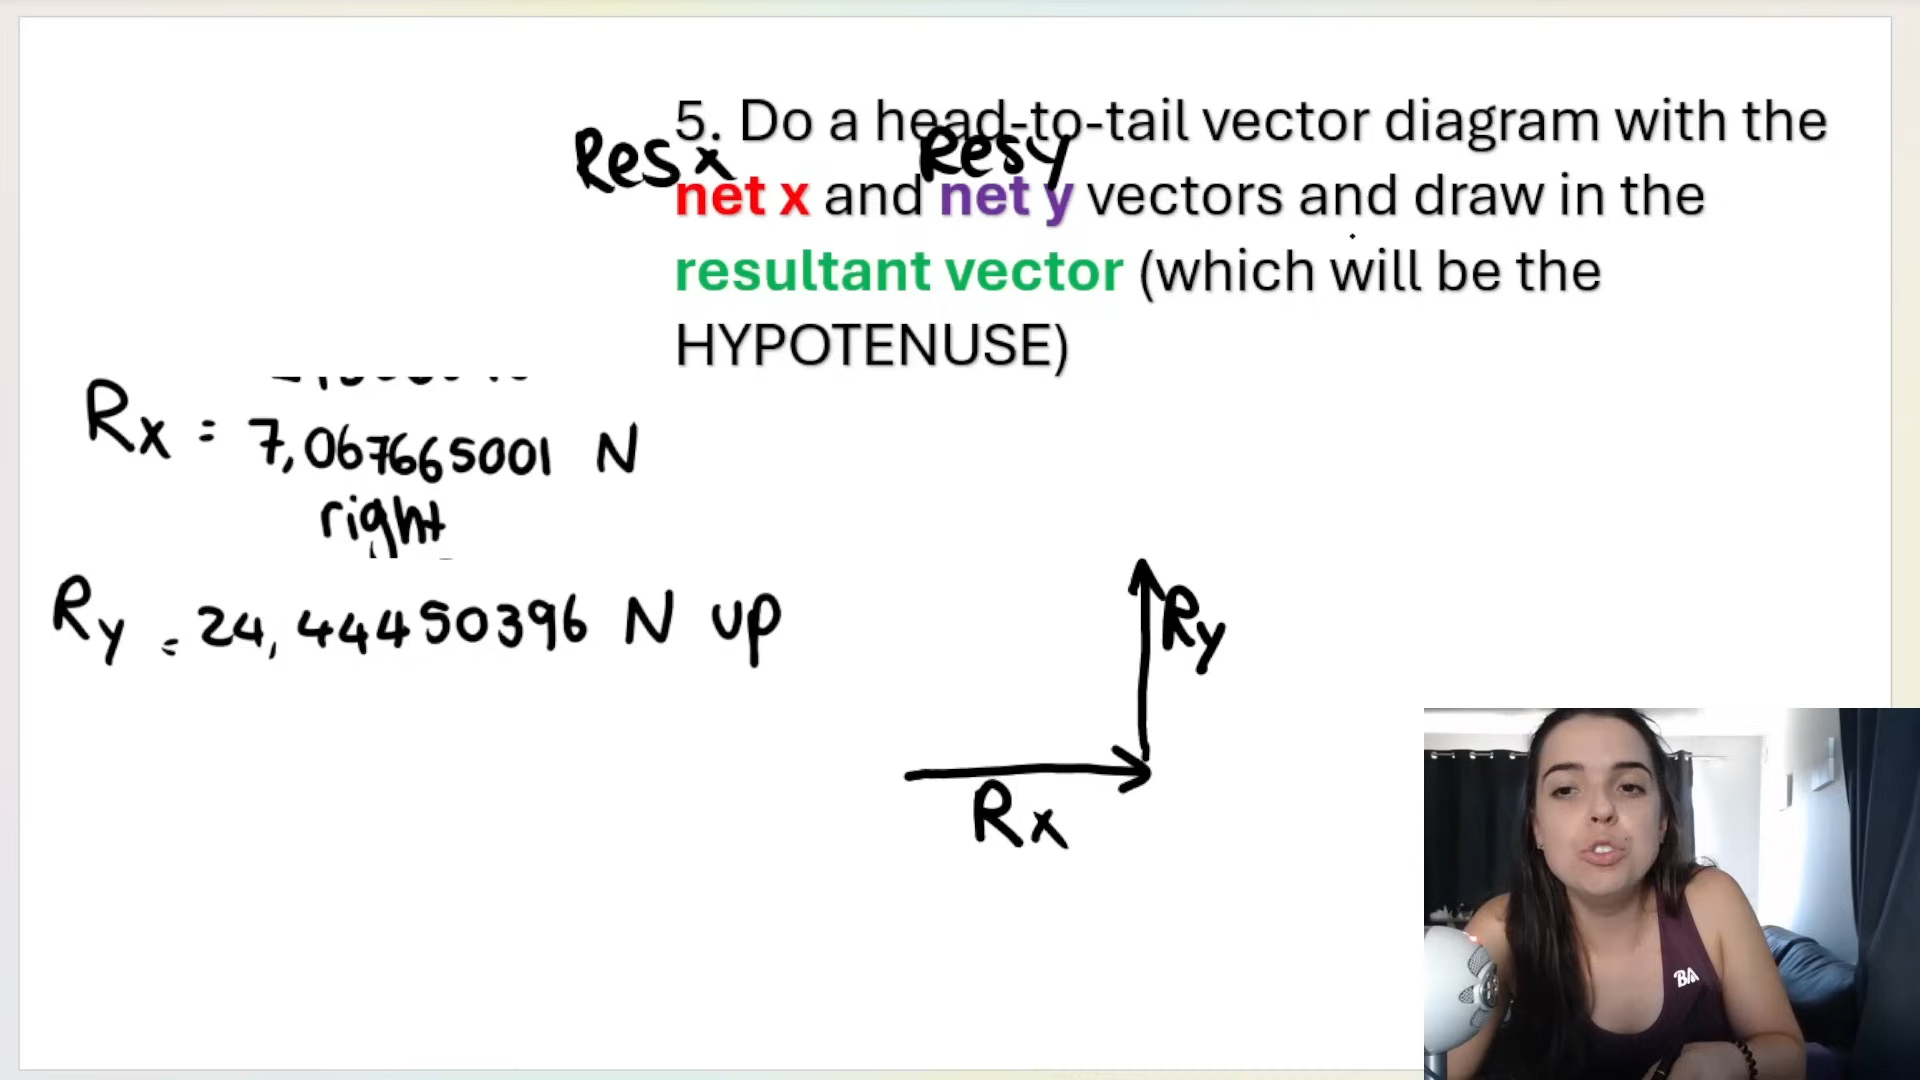 5. Do a head-to-tail vector diagram with the
Res x Res y
net x and net y vectors and draw in the
resultant vector (which will be the
HYPOTENUSE)
Rx = 7,067665001 N
right
Ry = 24,44450396 N up
Ry
Rx
BA